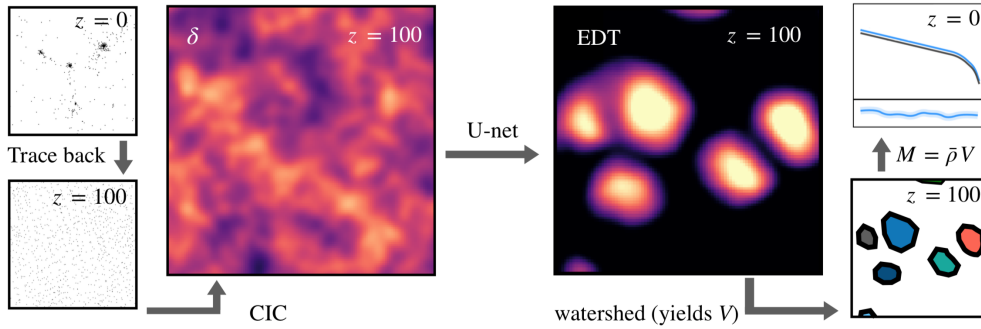 z = 0
Trace back
z = 100
CIC
δ
z = 100
U-net
EDT
z = 100
watershed (yields V)
z = 0
M = ρ̄ V
z = 100